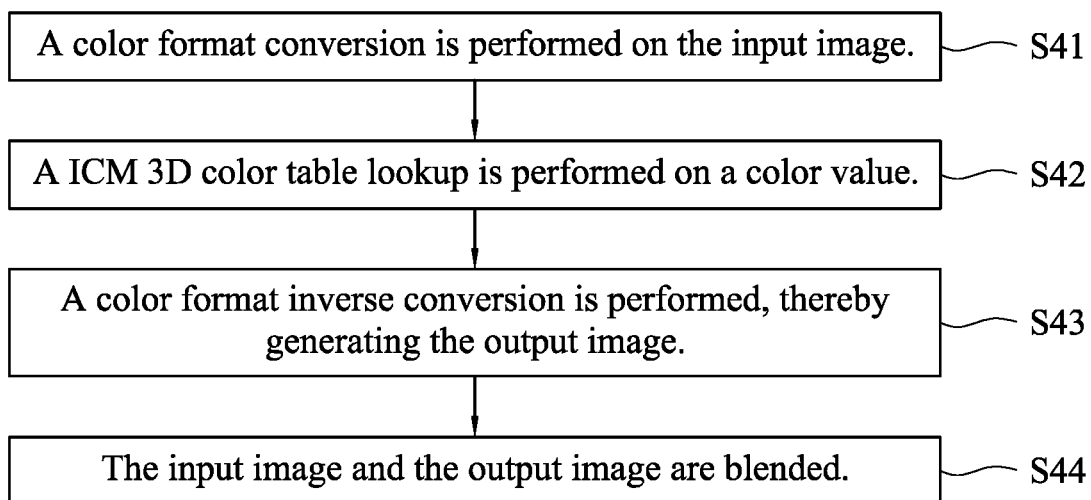 A color format conversion is performed on the input image.
S41
A ICM 3D color table lookup is performed on a color value.
S42
A color format inverse conversion is performed, thereby
generating the output image.
S43
The input image and the output image are blended.
S44